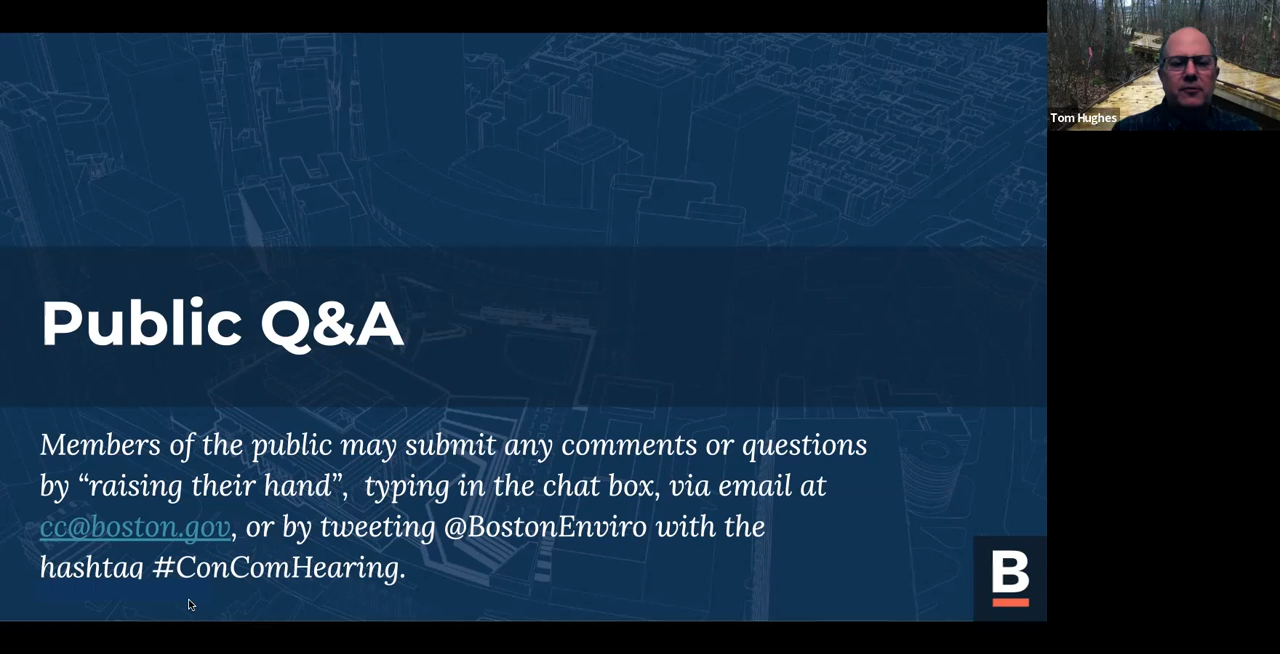 Public Q&A
Members of the public may submit any comments or questions
by “raising their hand”,  typing in the chat box, via email at
cc@boston.gov, or by tweeting @BostonEnviro with the
hashtag #ConComHearing.
B
Tom Hughes